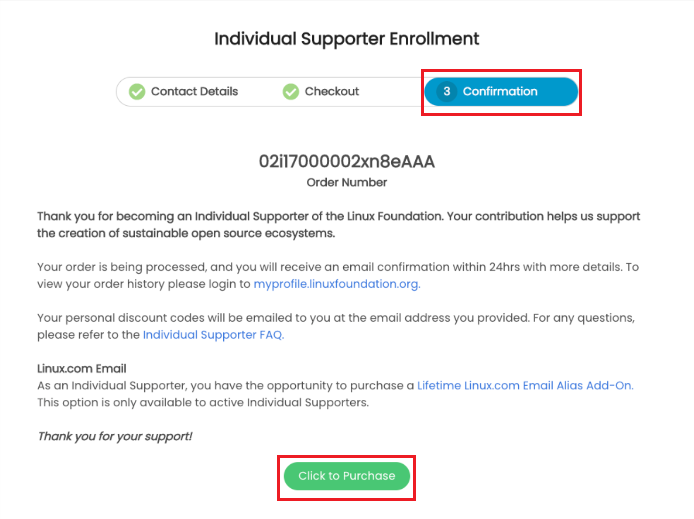 Individual Supporter Enrollment
Contact Details
Checkout
3 Confirmation
02i17000002xn8eAAA
Order Number
Thank you for becoming an Individual Supporter of the Linux Foundation. Your contribution helps us support
the creation of sustainable open source ecosystems.
Your order is being processed, and you will receive an email confirmation within 24hrs with more details. To
view your order history please login to myprofile.linuxfoundation.org.
Your personal discount codes will be emailed to you at the email address you provided. For any questions,
please refer to the Individual Supporter FAQ.
Linux.com Email
As an Individual Supporter, you have the opportunity to purchase a Lifetime Linux.com Email Alias Add-On.
This option is only available to active Individual Supporters.
Thank you for your support!
Click to Purchase